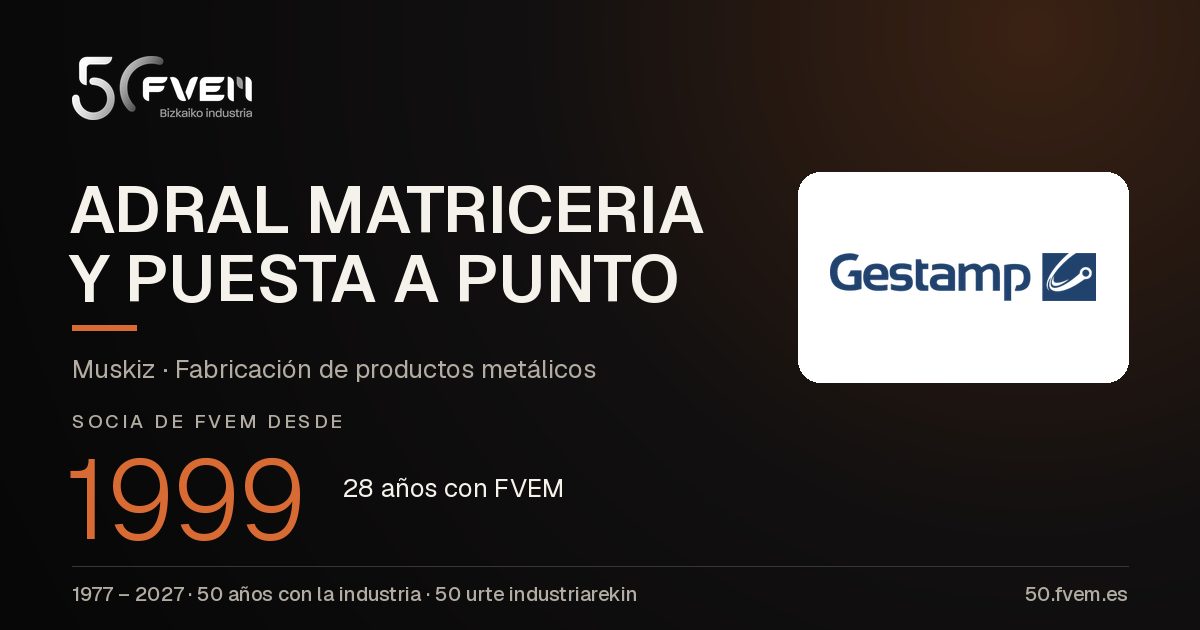 50 FVEM
Bizkaiko industria
ADRAL MATRICERIA
Y PUESTA A PUNTO
Gestamp
Muskiz · Fabricación de productos metálicos
SOCIA DE FVEM DESDE
1999
28 años con FVEM
1977 – 2027 · 50 años con la industria · 50 urte industriarekin
50.fvem.es